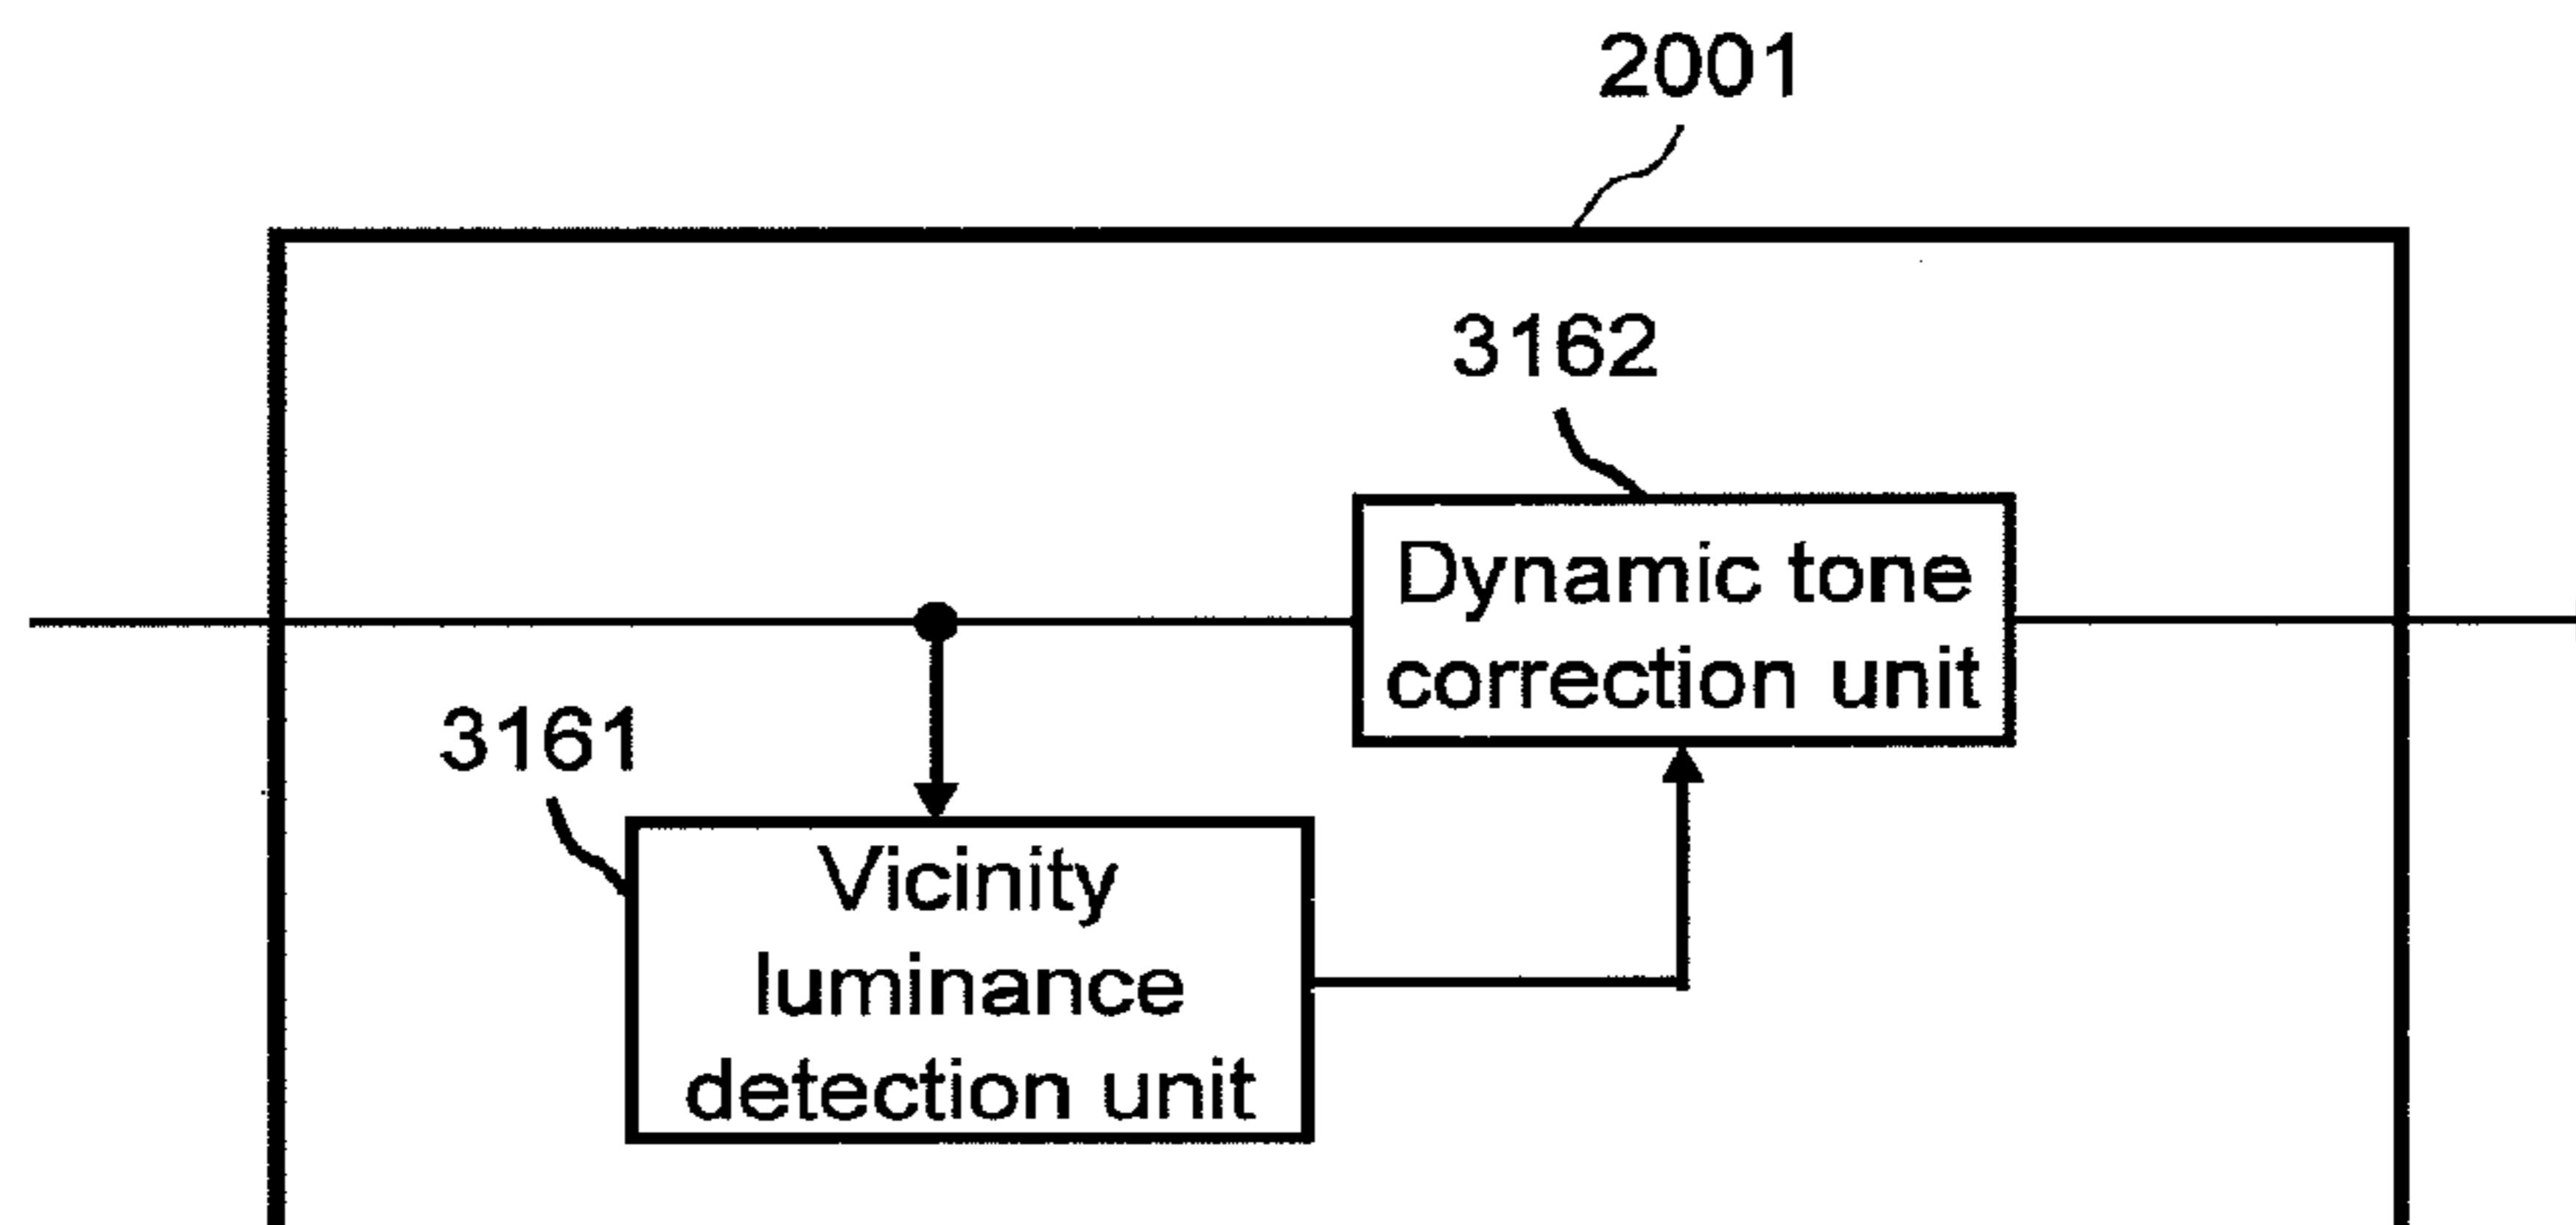 2001
3162
Dynamic tone
correction unit
3161
Vicinity
luminance
detection unit